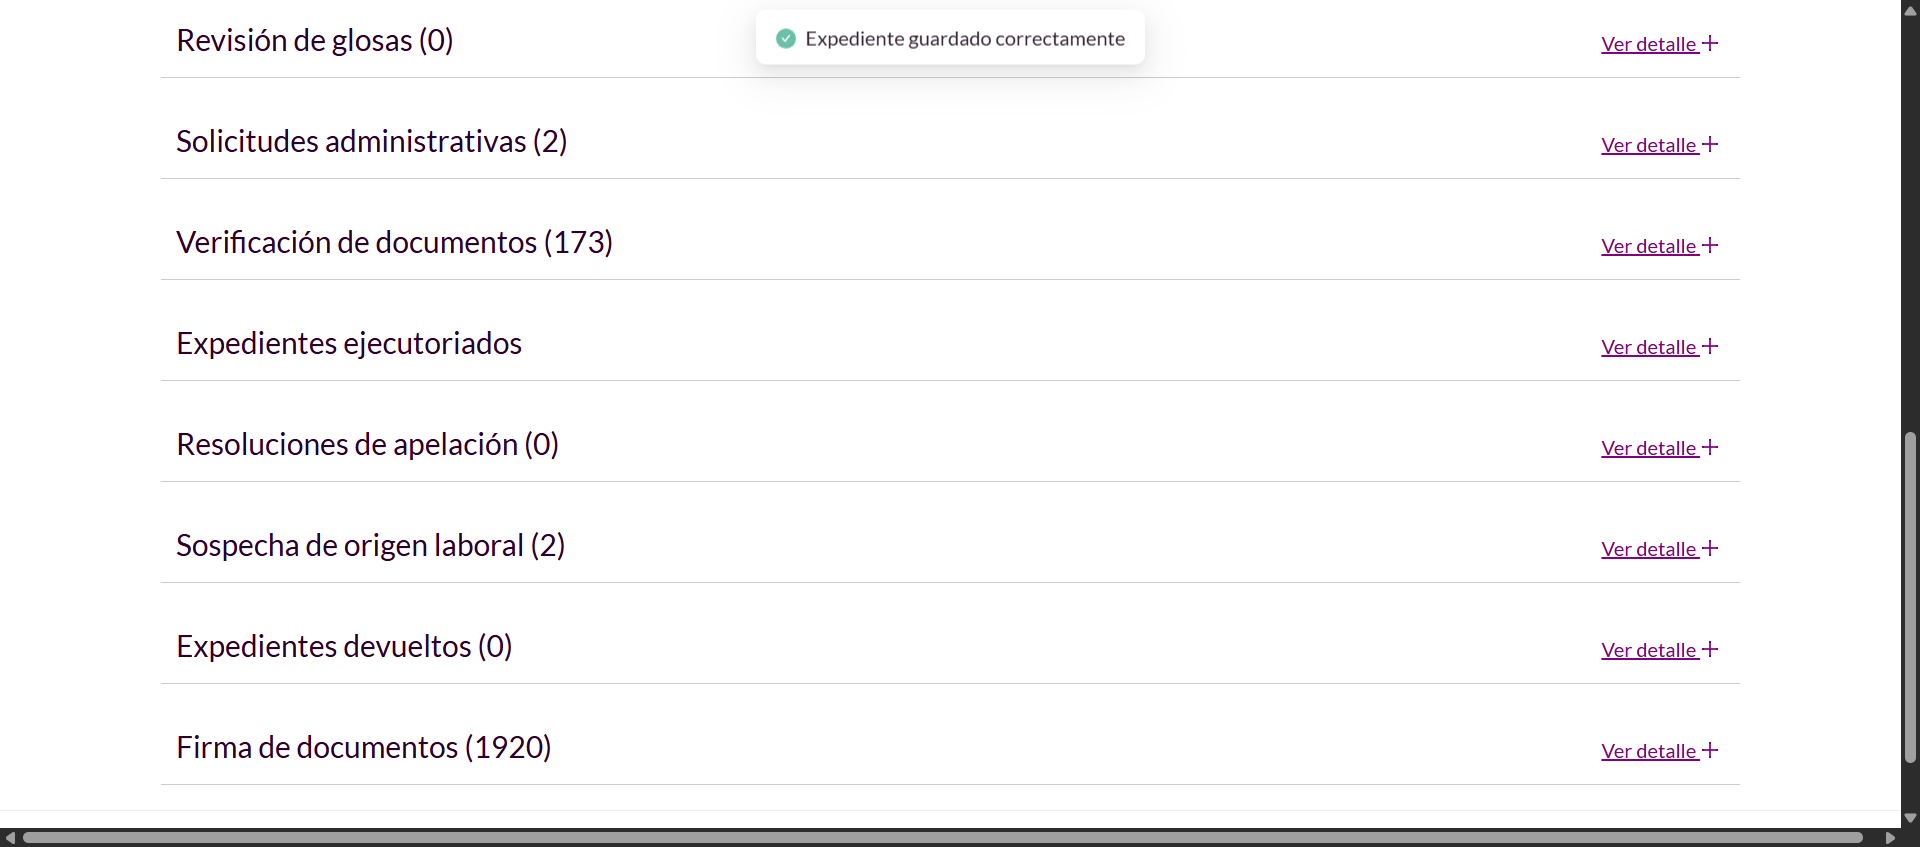 Expediente guardado correctamente
Revisión de glosas (0) Ver detalle
Solicitudes administrativas (2) Ver detalle
Verificación de documentos (173) Ver detalle
Expedientes ejecutoriados Ver detalle
Resoluciones de apelación (0) Ver detalle
Sospecha de origen laboral (2) Ver detalle
Expedientes devueltos (0) Ver detalle
Firma de documentos (1920) Ver detalle